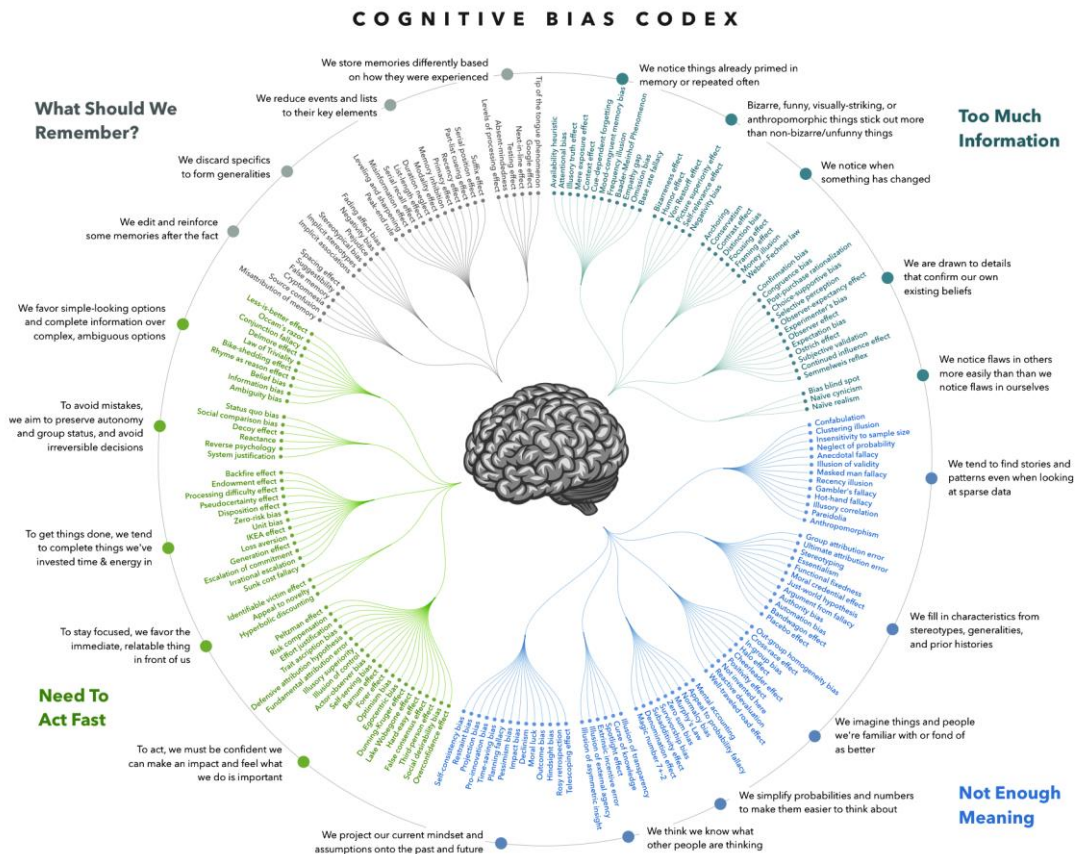 COGNITIVE BIAS CODEX
What Should We
Remember?
We store memories differently based
on how they were experienced
We reduce events and lists
to their key elements
We discard specifics
to form generalities
We edit and reinforce
some memories after the fact
Tip of the tongue phenomenon
Google effect
Next-in-line effect
Testing effect
Absent-mindedness
Levels of processing effect
Suffix effect
Serial position effect
Part-list cueing effect
Recency effect
Primacy effect
Memory inhibition
Modality effect
Duration neglect
List-length effect
Serial recall effect
Misinformation effect
Leveling and sharpening
Peak-end rule
Fading affect bias
Negativity bias
Prejudice
Stereotypical bias
Implicit stereotypes
Implicit associations
Spacing effect
Suggestibility
False memory
Cryptomnesia
Source confusion
Misattribution of memory
Too Much
Information
We notice things already primed in
memory or repeated often
Bizarre, funny, visually-striking, or
anthropomorphic things stick out more
than non-bizarre/unfunny things
We notice when
something has changed
We are drawn to details
that confirm our own
existing beliefs
We notice flaws in others
more easily than than we
notice flaws in ourselves
Availability heuristic
Attentional bias
Illusory truth effect
Mere exposure effect
Context effect
Cue-dependent forgetting
Mood-congruent memory bias
Frequency illusion
Baader-Meinhof Phenomenon
Empathy gap
Omission bias
Base rate fallacy
Bizarreness effect
Humor effect
Von Restorff effect
Picture superiority effect
Self-relevance effect
Negativity bias
Anchoring
Conservatism
Contrast effect
Distinction bias
Focusing effect
Framing effect
Money illusion
Weber-Fechner law
Confirmation bias
Congruence bias
Post-purchase rationalization
Choice-supportive bias
Selective perception
Observer-expectancy effect
Experimenter's bias
Observer effect
Expectation bias
Ostrich effect
Subjective validation
Continued influence effect
Semmelweis reflex
Bias blind spot
Naïve cynicism
Naïve realism
We tend to find stories and
patterns even when looking
at sparse data
We fill in characteristics from
stereotypes, generalities,
and prior histories
We imagine things and people
we're familiar with or fond of
as better
We simplify probabilities and numbers
to make them easier to think about
We think we know what
other people are thinking
We project our current mindset and
assumptions onto the past and future
Not Enough
Meaning
Confabulation
Clustering illusion
Insensitivity to sample size
Neglect of probability
Anecdotal fallacy
Illusion of validity
Masked man fallacy
Recency illusion
Gambler's fallacy
Hot-hand fallacy
Illusory correlation
Pareidolia
Anthropomorphism
Group attribution error
Ultimate attribution error
Stereotyping
Essentialism
Functional fixedness
Moral credential effect
Just-world hypothesis
Argument from fallacy
Authority bias
Automation bias
Bandwagon effect
Placebo effect
Out-group homogeneity bias
Cross-race effect
In-group bias
Halo effect
Cheerleader effect
Positivity effect
Not invented here
Reactive devaluation
Well-traveled road effect
Mental accounting
Appeal to probability fallacy
Normalcy bias
Murphy's Law
Zero sum bias
Survivorship bias
Subadditivity effect
Denomination effect
Magic number 7+-2
Illusion of transparency
Curse of knowledge
Spotlight effect
Extrinsic incentive error
Illusion of external agency
Illusion of asymmetric insight
Telescoping effect
Rosy retrospection
Hindsight bias
Outcome bias
Moral luck
Declinism
Impact bias
Pessimism bias
Planning fallacy
Time-saving bias
Pro-innovation bias
Projection bias
Restraint bias
Self-consistency bias
We favor simple-looking options
and complete information over
complex, ambiguous options
To avoid mistakes,
we aim to preserve autonomy
and group status, and avoid
irreversible decisions
To get things done, we tend
to complete things we've
invested time & energy in
To stay focused, we favor the
immediate, relatable thing
in front of us
Need To
Act Fast
To act, we must be confident we
can make an impact and feel what
we do is important
Less-is-better effect
Occam's razor
Conjunction fallacy
Delmore effect
Law of Triviality
Bike-shedding effect
Rhyme as reason effect
Belief bias
Information bias
Ambiguity bias
Status quo bias
Social comparison bias
Decoy effect
Reactance
Reverse psychology
System justification
Backfire effect
Endowment effect
Processing difficulty effect
Pseudocertainty effect
Disposition effect
Zero-risk bias
Unit bias
IKEA effect
Loss aversion
Generation effect
Escalation of commitment
Irrational escalation
Sunk cost fallacy
Identifiable victim effect
Appeal to novelty
Hyperbolic discounting
Peltzman effect
Risk compensation
Effort justification
Trait ascription bias
Defensive attribution hypothesis
Fundamental attribution error
Illusory superiority
Illusion of control
Actor-observer bias
Self-serving bias
Barnum effect
Forer effect
Optimism bias
Egocentric bias
Dunning-Kruger effect
Lake Wobegone effect
Hard-easy effect
False consensus effect
Third-person effect
Social desirability bias
Overconfidence effect